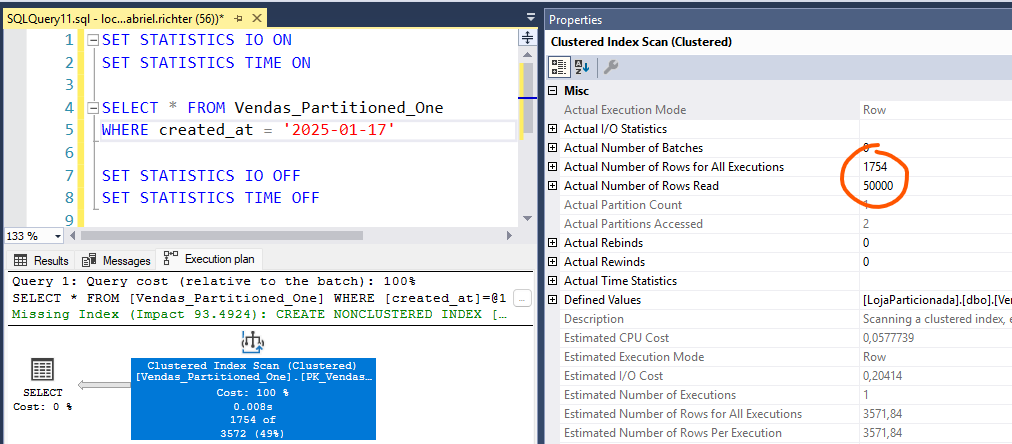 SQLQuery11.sql - loc...abriel.richter (56))*
1 SET STATISTICS IO ON
2 SET STATISTICS TIME ON
3
4 SELECT * FROM Vendas_Partitioned_One
5 WHERE created_at = '2025-01-17'
6
7 SET STATISTICS IO OFF
8 SET STATISTICS TIME OFF
9
133 %
Results Messages Execution plan
Query 1: Query cost (relative to the batch): 100%
SELECT * FROM [Vendas_Partitioned_One] WHERE [created_at]=@1
Missing Index (Impact 93.4924): CREATE NONCLUSTERED INDEX [...
SELECT
Cost: 0 %
Clustered Index Scan (Clustered)
[Vendas_Partitioned_One].[PK_Vendas...
Cost: 100 %
0.008s
1754 of
3572 (49%)
Properties
Clustered Index Scan (Clustered)
Misc
Actual Execution Mode Row
Actual I/O Statistics
Actual Number of Batches 0
Actual Number of Rows for All Executions 1754
Actual Number of Rows Read 50000
Actual Partition Count 1
Actual Partitions Accessed 2
Actual Rebinds 0
Actual Rewinds 0
Actual Time Statistics
Defined Values [LojaParticionada].[dbo].[Ve
Description Scanning a clustered index, e
Estimated CPU Cost 0,0577739
Estimated Execution Mode Row
Estimated I/O Cost 0,20414
Estimated Number of Executions 1
Estimated Number of Rows for All Executions 3571,84
Estimated Number of Rows Per Execution 3571,84